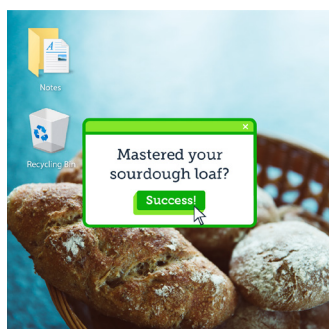 Notes
Recycling Bin
Mastered your
sourdough loaf?
Success!